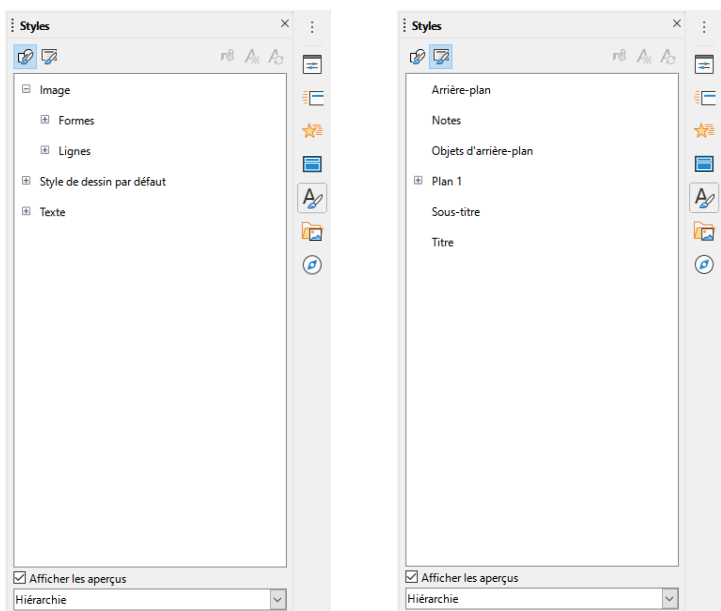 Styles
Image
Formes
Lignes
Style de dessin par défaut
Texte
Afficher les aperçus
Hiérarchie
Styles
Arrière-plan
Notes
Objets d'arrière-plan
Plan 1
Sous-titre
Titre
Afficher les aperçus
Hiérarchie